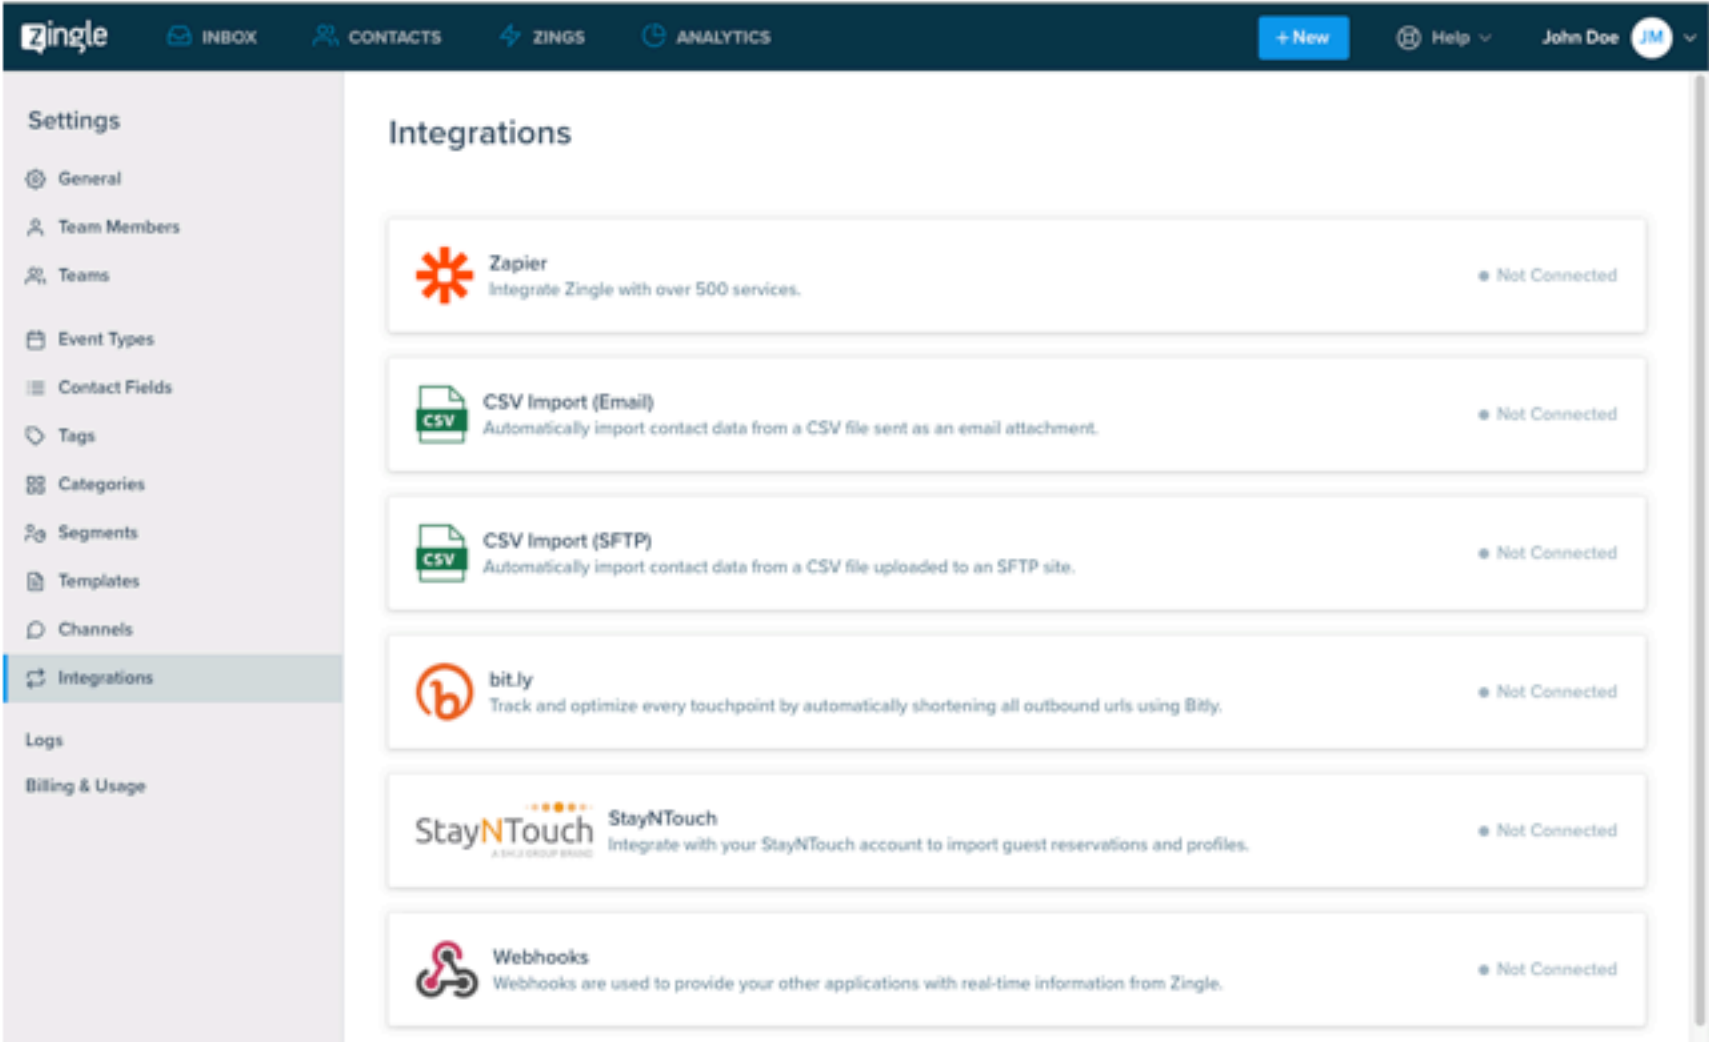 zingle
INBOX
CONTACTS
ZINGS
ANALYTICS
+ New
Help
John Doe
JM
Settings
General
Team Members
Teams
Event Types
Contact Fields
Tags
Categories
Segments
Templates
Channels
Integrations
Logs
Billing & Usage
Integrations
Zapier
Integrate Zingle with over 500 services.
Not Connected
CSV
CSV Import (Email)
Automatically import contact data from a CSV file sent as an email attachment.
Not Connected
CSV
CSV Import (SFTP)
Automatically import contact data from a CSV file uploaded to an SFTP site.
Not Connected
bit.ly
Track and optimize every touchpoint by automatically shortening all outbound urls using Bitly.
Not Connected
StayNTouch
A SHIJI GROUP BRAND
StayNTouch
Integrate with your StayNTouch account to import guest reservations and profiles.
Not Connected
Webhooks
Webhooks are used to provide your other applications with real-time information from Zingle.
Not Connected